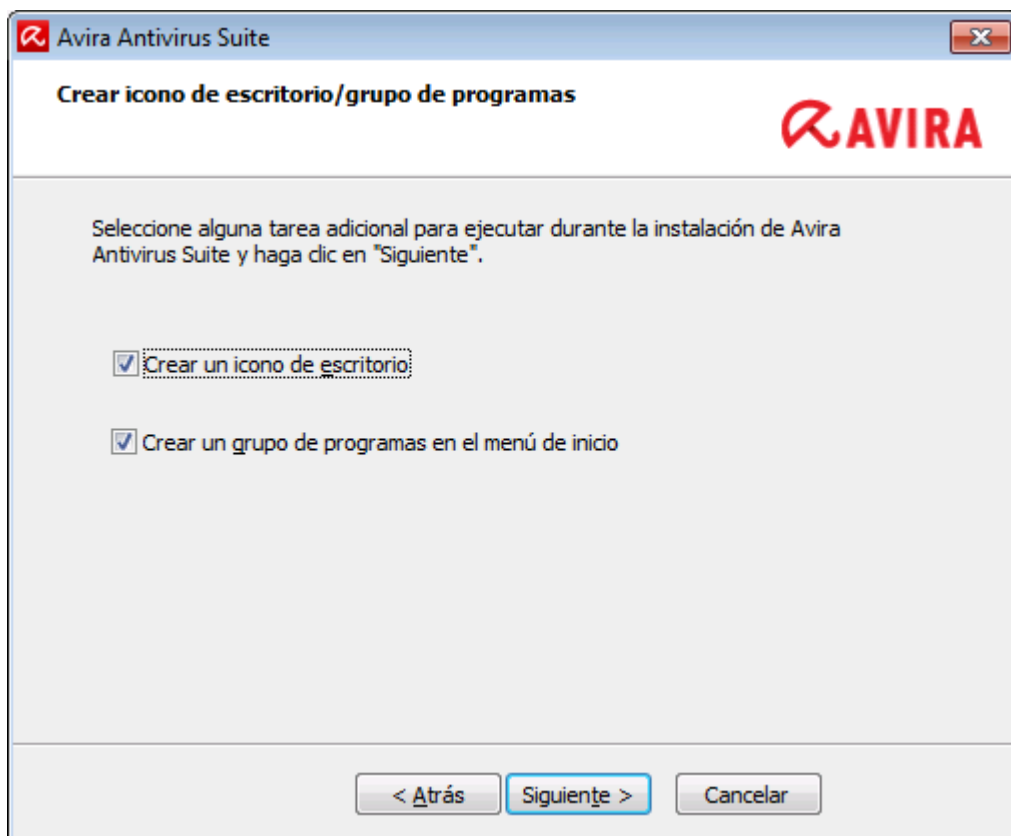 Avira Antivirus Suite
Crear icono de escritorio/grupo de programas
AVIRA
Seleccione alguna tarea adicional para ejecutar durante la instalación de Avira
Antivirus Suite y haga clic en "Siguiente".
Crear un icono de escritorio
Crear un grupo de programas en el menú de inicio
< Atrás Siguiente > Cancelar